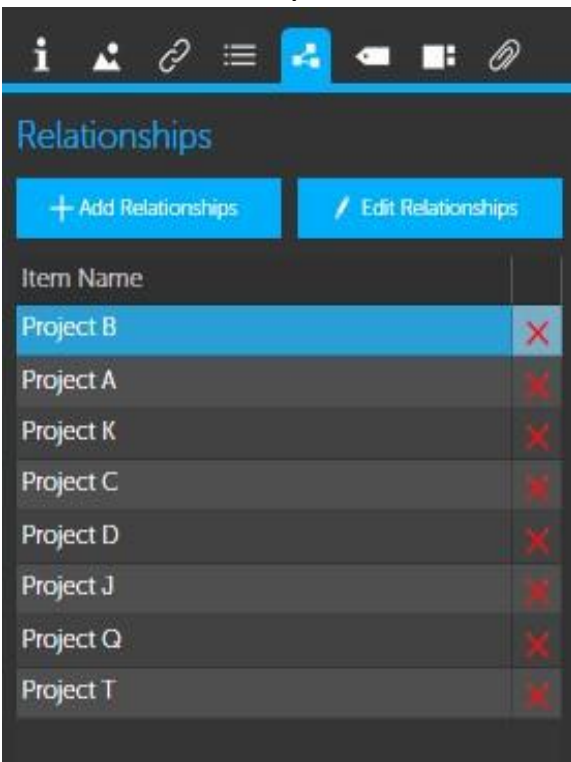 Relationships
Add Relationships Edit Relationships
Item Name
Project B
Project A
Project K
Project C
Project D
Project J
Project Q
Project T